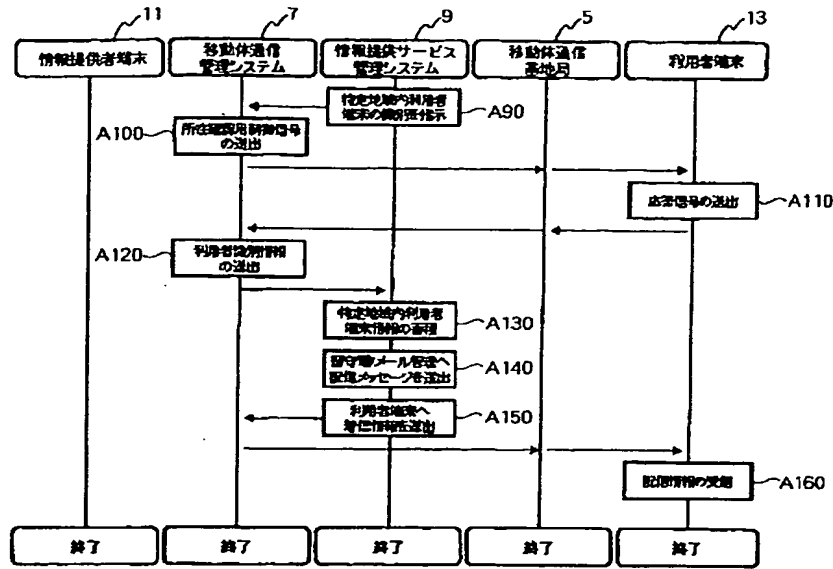 11
7
9
5
13
情報提供者端末
移動体通信
管理システム
情報提供サービス
管理システム
移動体通信
基地局
利用者端末
特定地域内利用者
端末の識別を指示
A90
A100
所在確認用制御信号
の送出
応答信号の送出
A110
A120
利用者識別情報
の送出
特定地域内利用者
端末情報の蓄積
A130
留守電/メール管理へ
配信メッセージを送出
A140
利用者端末へ
着信情報を送出
A150
配信情報の受信
A160
終了
終了
終了
終了
終了